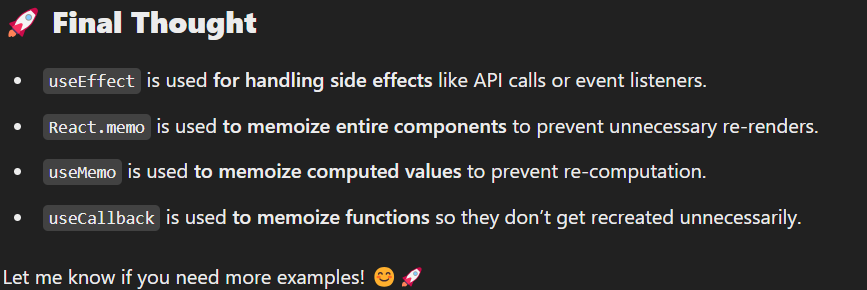 🚀 Final Thought
• useEffect is used for handling side effects like API calls or event listeners.
• React.memo is used to memoize entire components to prevent unnecessary re-renders.
• useMemo is used to memoize computed values to prevent re-computation.
• useCallback is used to memoize functions so they don’t get recreated unnecessarily.
Let me know if you need more examples! 😊 🚀